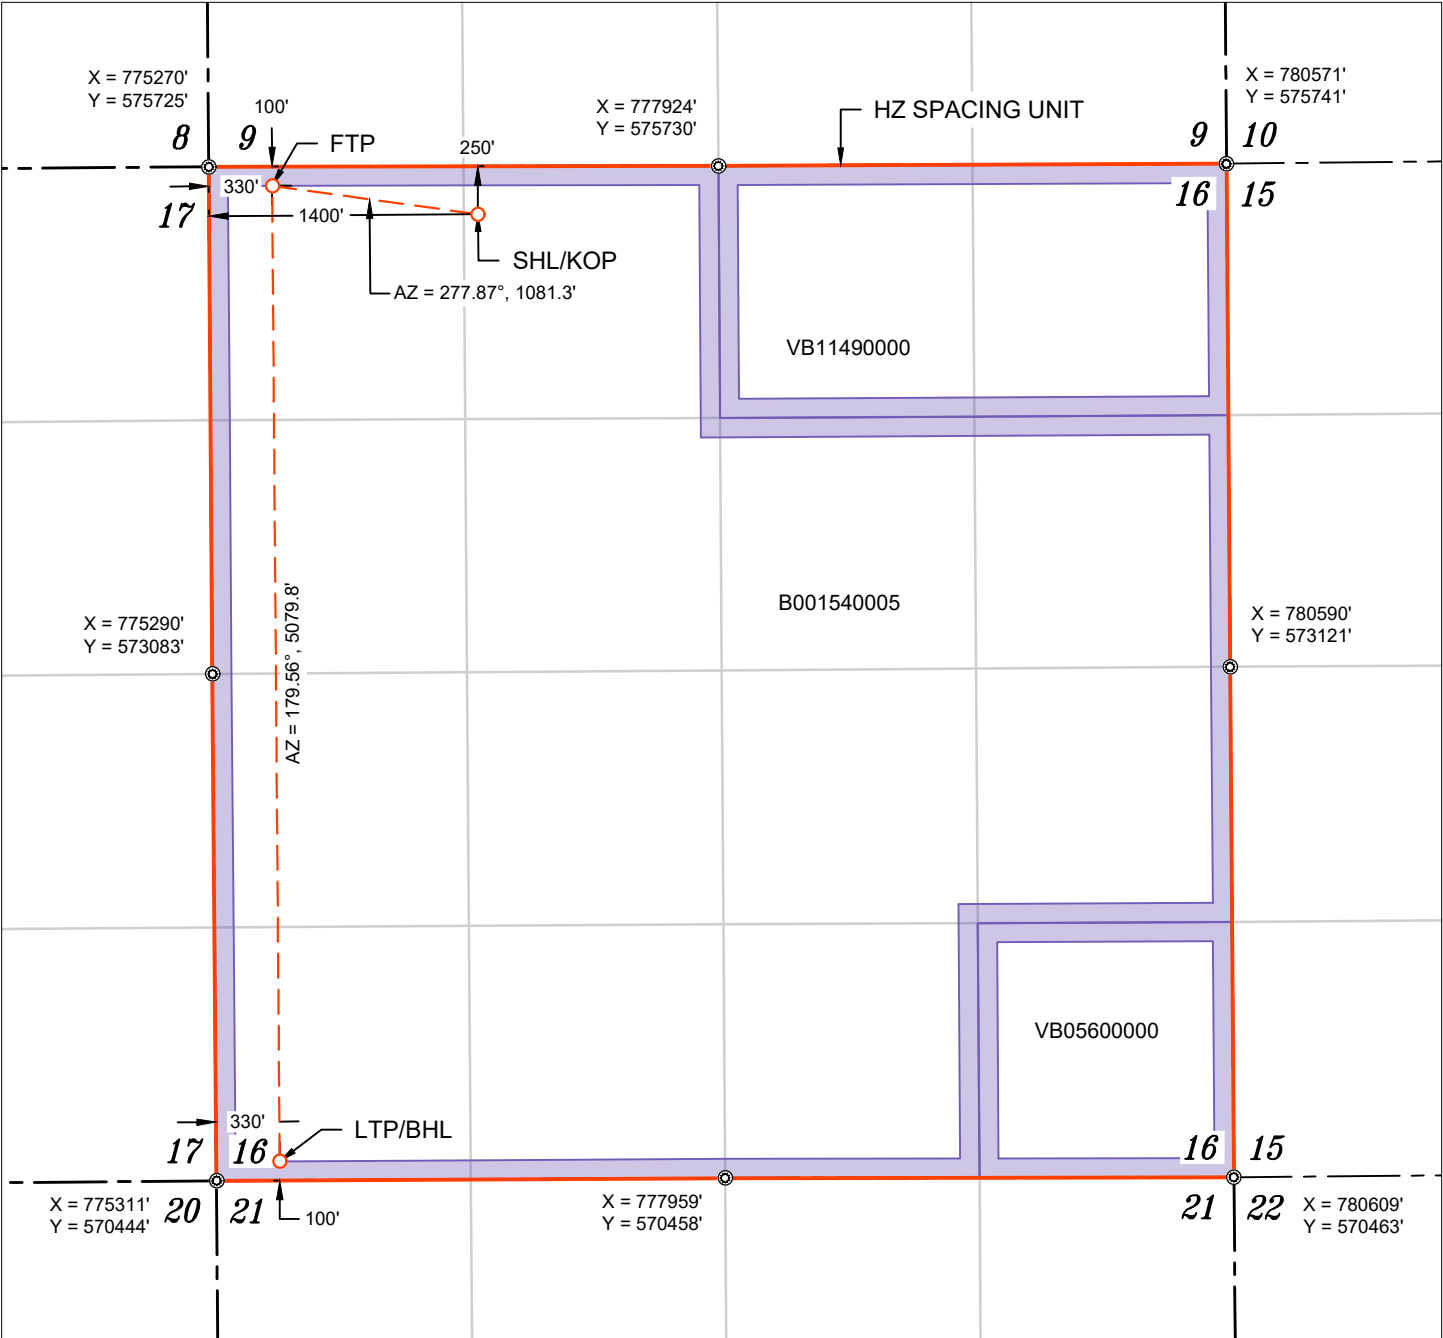 X = 775270'
Y = 575725'
100'
8 9
FTP
250'
X = 777924'
Y = 575730'
HZ SPACING UNIT
X = 780571'
Y = 575741'
9 10
330'
17
1400'
16 15
SHL/KOP
AZ = 277.87°, 1081.3'
VB11490000
B001540005
AZ = 179.56°, 5079.8'
X = 775290'
Y = 573083'
X = 780590'
Y = 573121'
VB05600000
330'
LTP/BHL
17 16
16 15
X = 775311'
Y = 570444'
20 21
100'
X = 777959'
Y = 570458'
21 22
X = 780609'
Y = 570463'